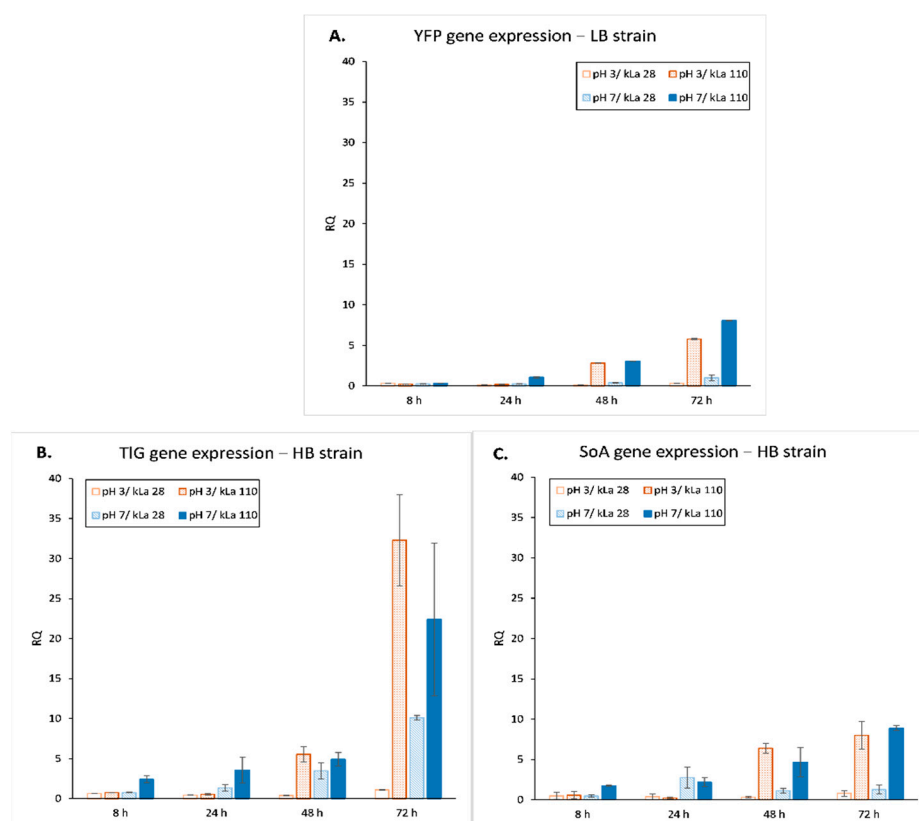 A.
YFP gene expression – LB strain
pH 3/ kLa 28 pH 3/ kLa 110
pH 7/ kLa 28 pH 7/ kLa 110
40
35
30
25
20
15
10
5
0
RQ
8 h 24 h 48 h 72 h
B.
TlG gene expression – HB strain
pH 3/ kLa 28 pH 3/ kLa 110
pH 7/ kLa 28 pH 7/ kLa 110
40
35
30
25
20
15
10
5
0
RQ
8 h 24 h 48 h 72 h
C.
SoA gene expression – HB strain
pH 3/ kLa 28 pH 3/ kLa 110
pH 7/ kLa 28 pH 7/ kLa 110
40
35
30
25
20
15
10
5
0
RQ
8 h 24 h 48 h 72 h